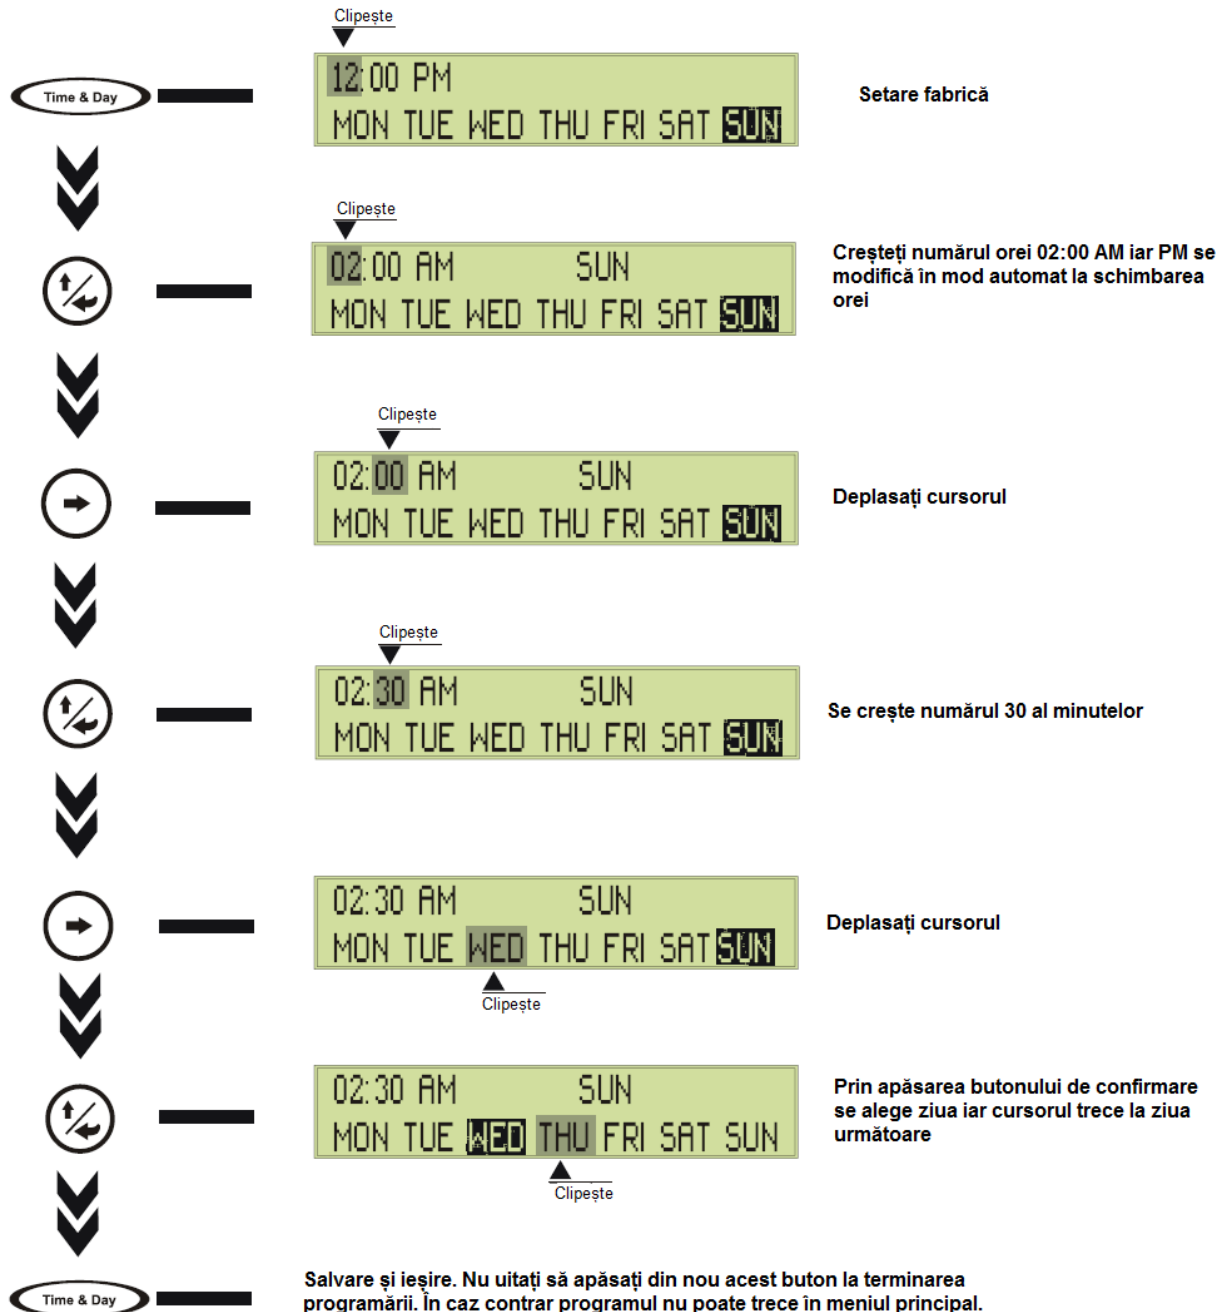 Clipește
12:00 PM
MON TUE WED THU FRI SAT SUN
Time & Day
Setare fabrică
Clipește
02:00 AM SUN
MON TUE WED THU FRI SAT SUN
Creșteți numărul orei 02:00 AM iar PM se
modifică în mod automat la schimbarea
orei
Clipește
02:00 AM SUN
MON TUE WED THU FRI SAT SUN
Deplasați cursorul
Clipește
02:30 AM SUN
MON TUE WED THU FRI SAT SUN
Se crește numărul 30 al minutelor
02:30 AM SUN
MON TUE WED THU FRI SAT SUN
Clipește
Deplasați cursorul
02:30 AM SUN
MON TUE WED THU FRI SAT SUN
Clipește
Prin apăsarea butonului de confirmare
se alege ziua iar cursorul trece la ziua
următoare
Time & Day
Salvare și ieșire. Nu uitați să apăsați din nou acest buton la terminarea
programării. În caz contrar programul nu poate trece în meniul principal.